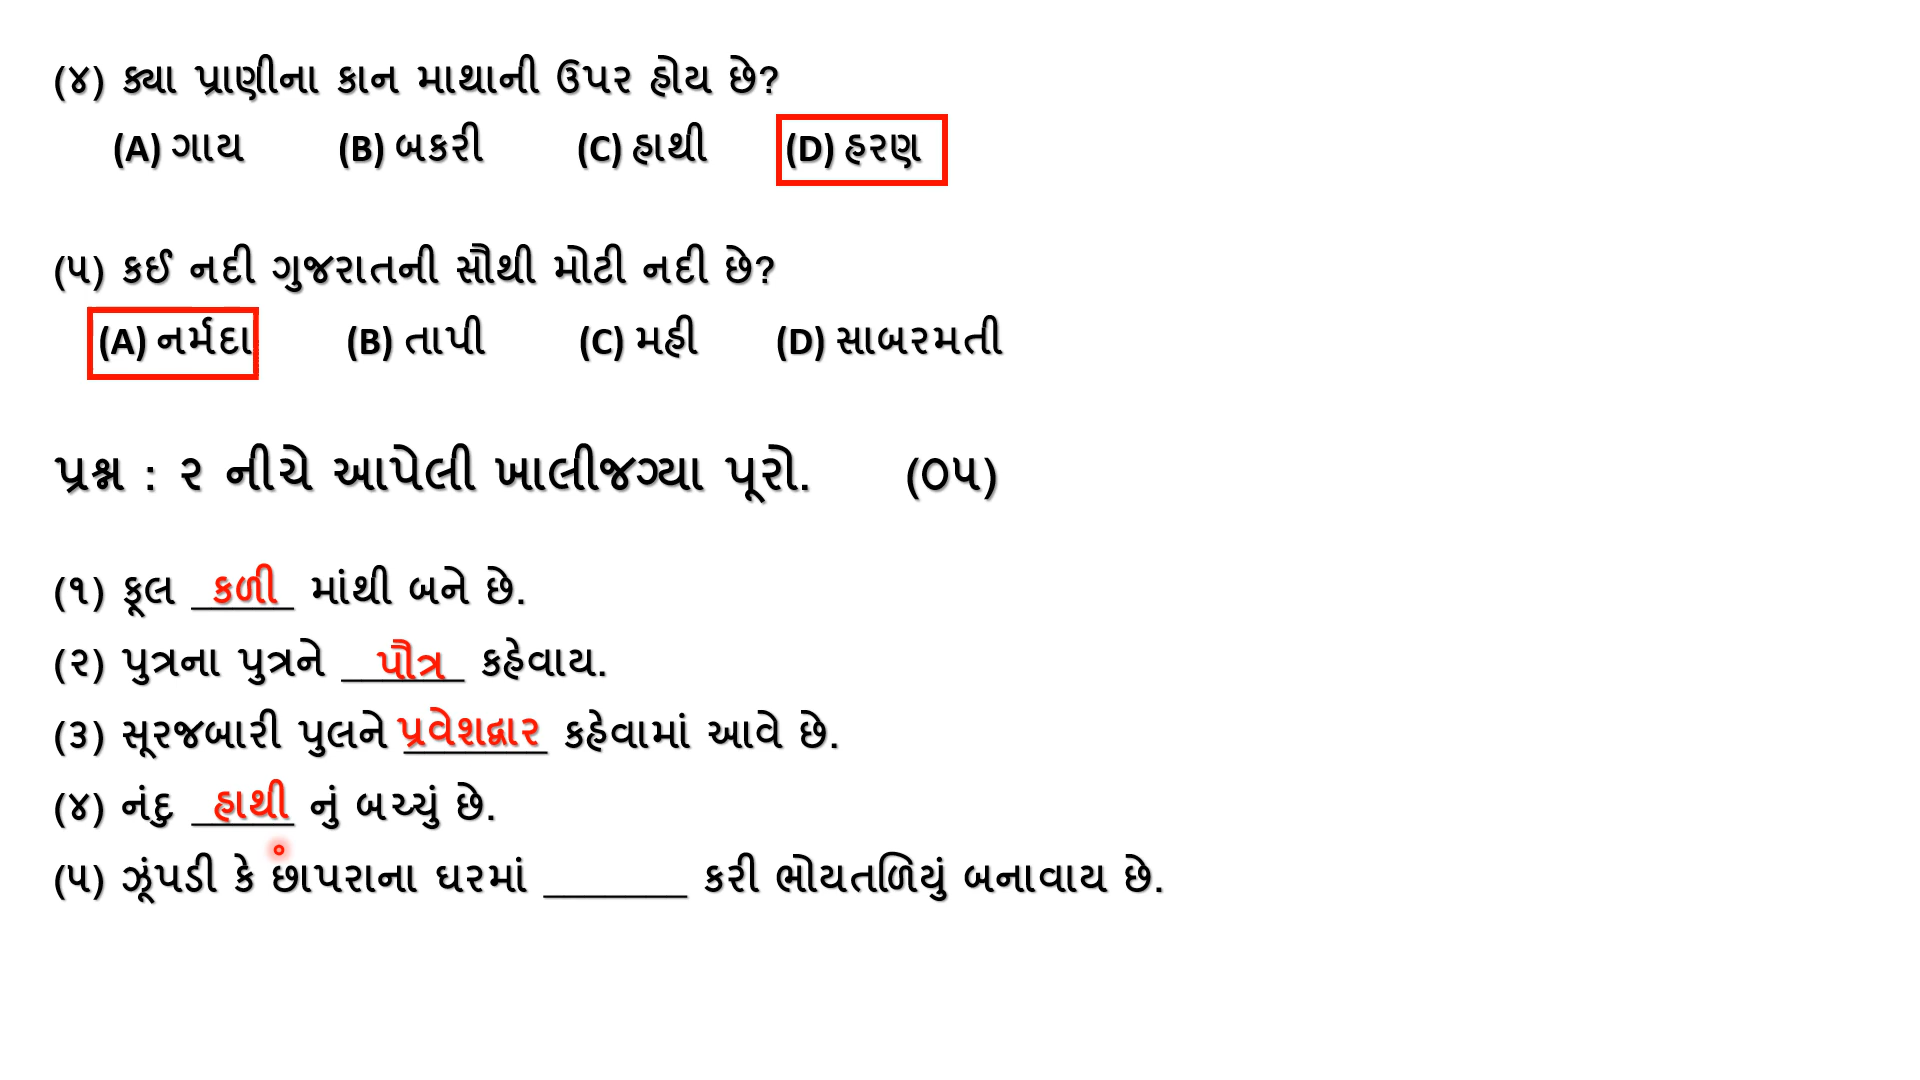 (૪) ક્યા પ્રાણીના કાન માથાની ઉપર હોય છે?
(A) ગાય (B) બકરી (C) હાથી (D) હરણ
(૫) કઈ નદી ગુજરાતની સૌથી મોટી નદી છે?
(A) નર્મદા (B) તાપી (C) મહી (D) સાબરમતી
પ્રશ્ન : ૨ નીચે આપેલી ખાલીજગ્યા પૂરો. (૦૫)
(૧) ફૂલ કળી માંથી બને છે.
(૨) પુત્રના પુત્રને પૌત્ર કહેવાય.
(૩) સૂરજબારી પુલને પ્રવેશદ્વાર કહેવામાં આવે છે.
(૪) નંદુ હાથી નું બચ્ચું છે.
(૫) ઝૂંપડી કે છાપરાના ઘરમાં _______ કરી ભોયતળિયું બનાવાય છે.